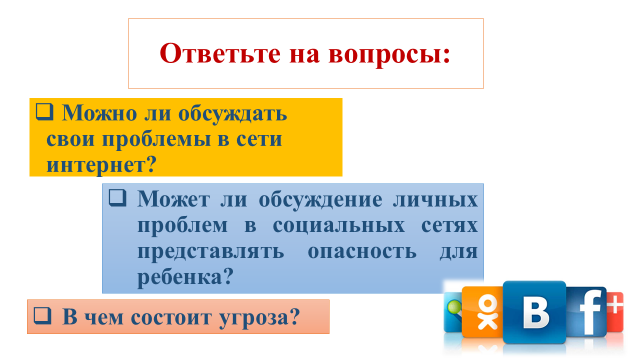 Ответьте на вопросы:
❑ Можно ли обсуждать
свои проблемы в сети
интернет?
❑ Может ли обсуждение личных
проблем в социальных сетях
представлять опасность для
ребенка?
❑ В чем состоит угроза?
В f +